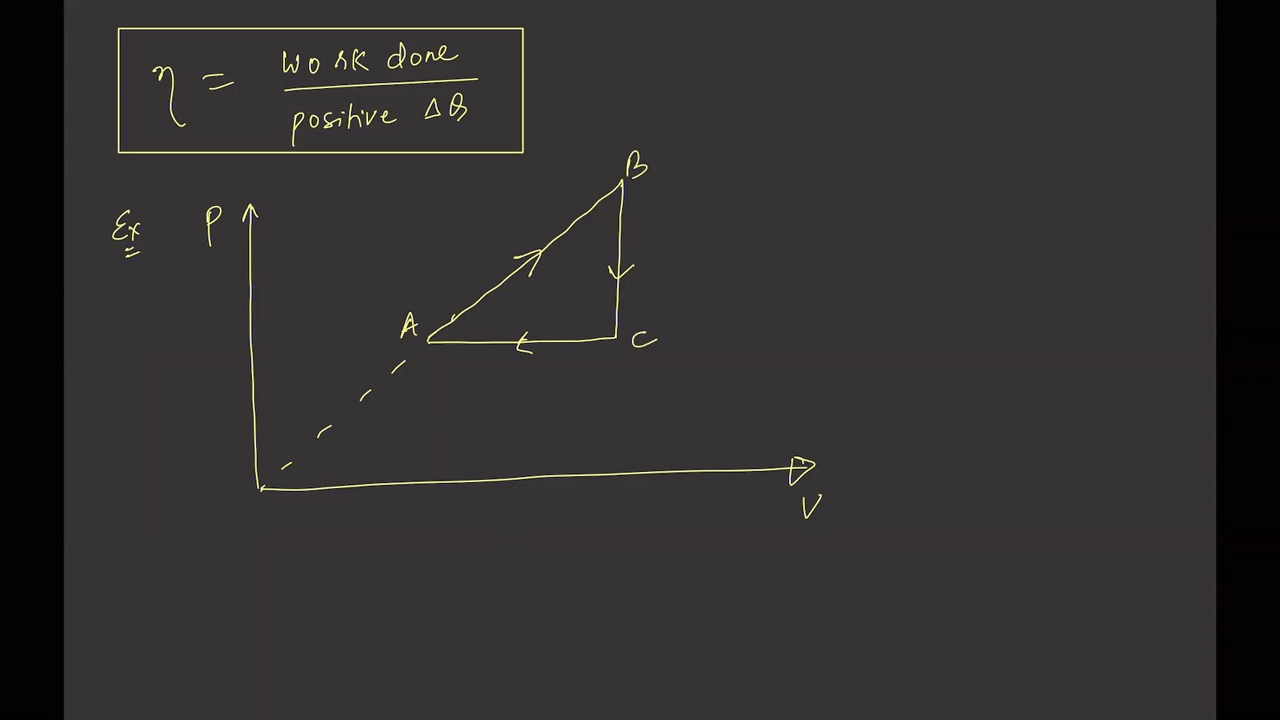 η = work done / positive ΔQ
B
Ex P
A
C
V